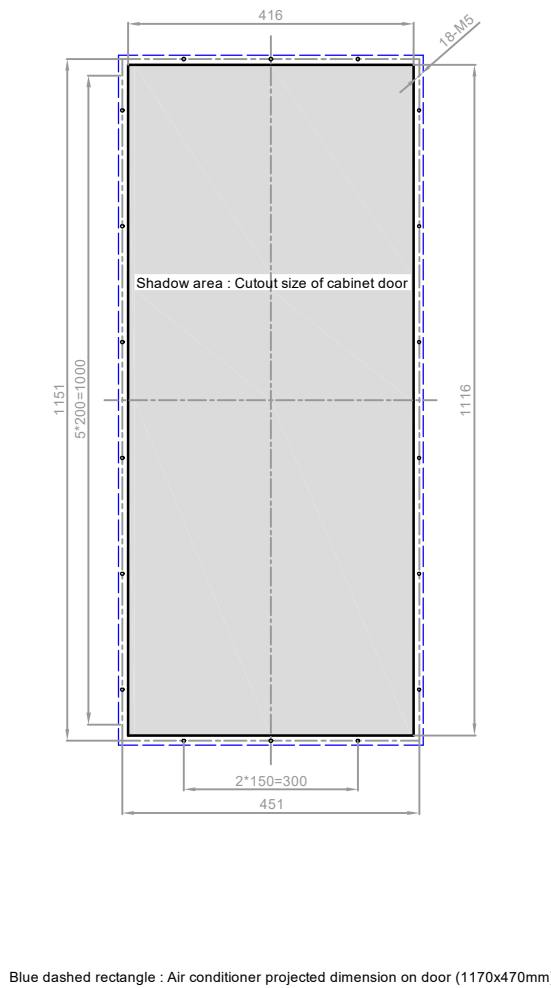 416
18-M5
Shadow area : Cutout size of cabinet door
1151
5*200=1000
1116
2*150=300
451
Blue dashed rectangle : Air conditioner projected dimension on door (1170x470mm)